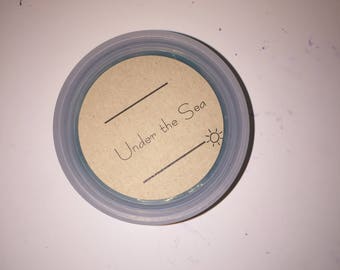 Under the Sea